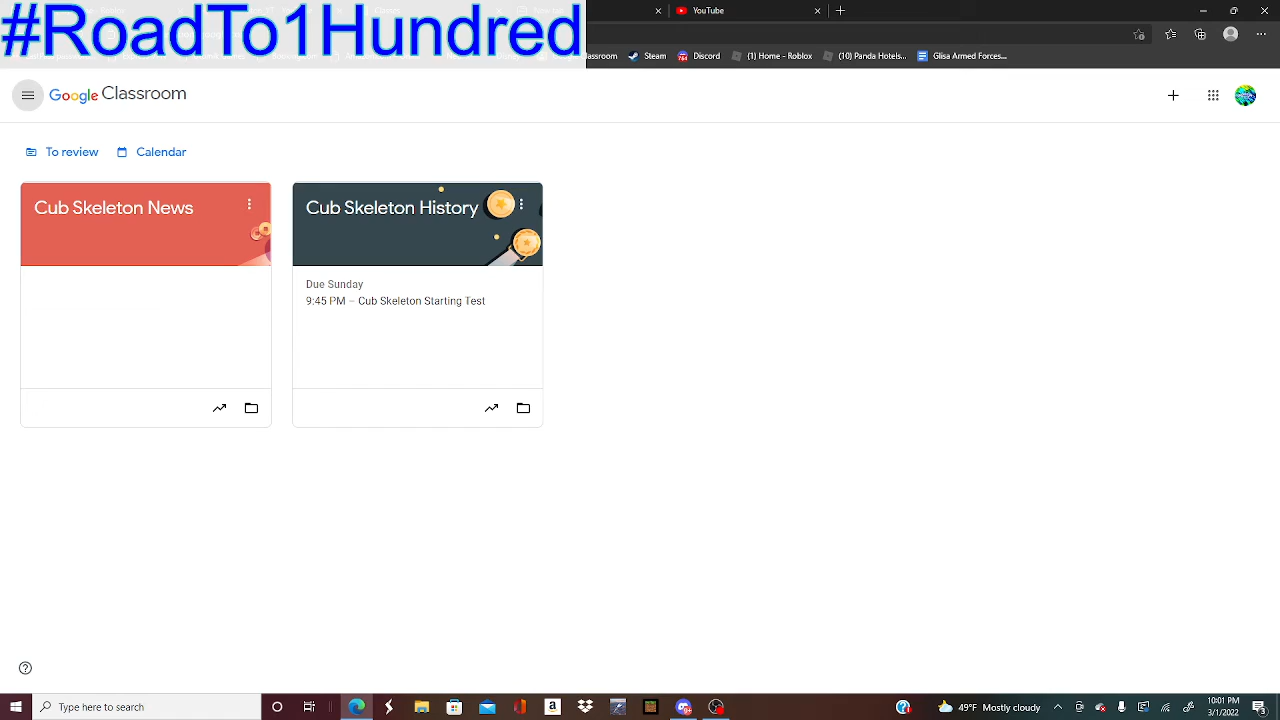 #RoadTo1Hundred
YouTube
Steam
Discord
(1) Home - Roblox
(10) Panda Hotels...
Glisa Armed Forces...
Google Classroom
To review
Calendar
Cub Skeleton News
Cub Skeleton History
Due Sunday
9:45 PM – Cub Skeleton Starting Test
Type here to search
49°F Mostly cloudy
10:01 PM
3/1/2022